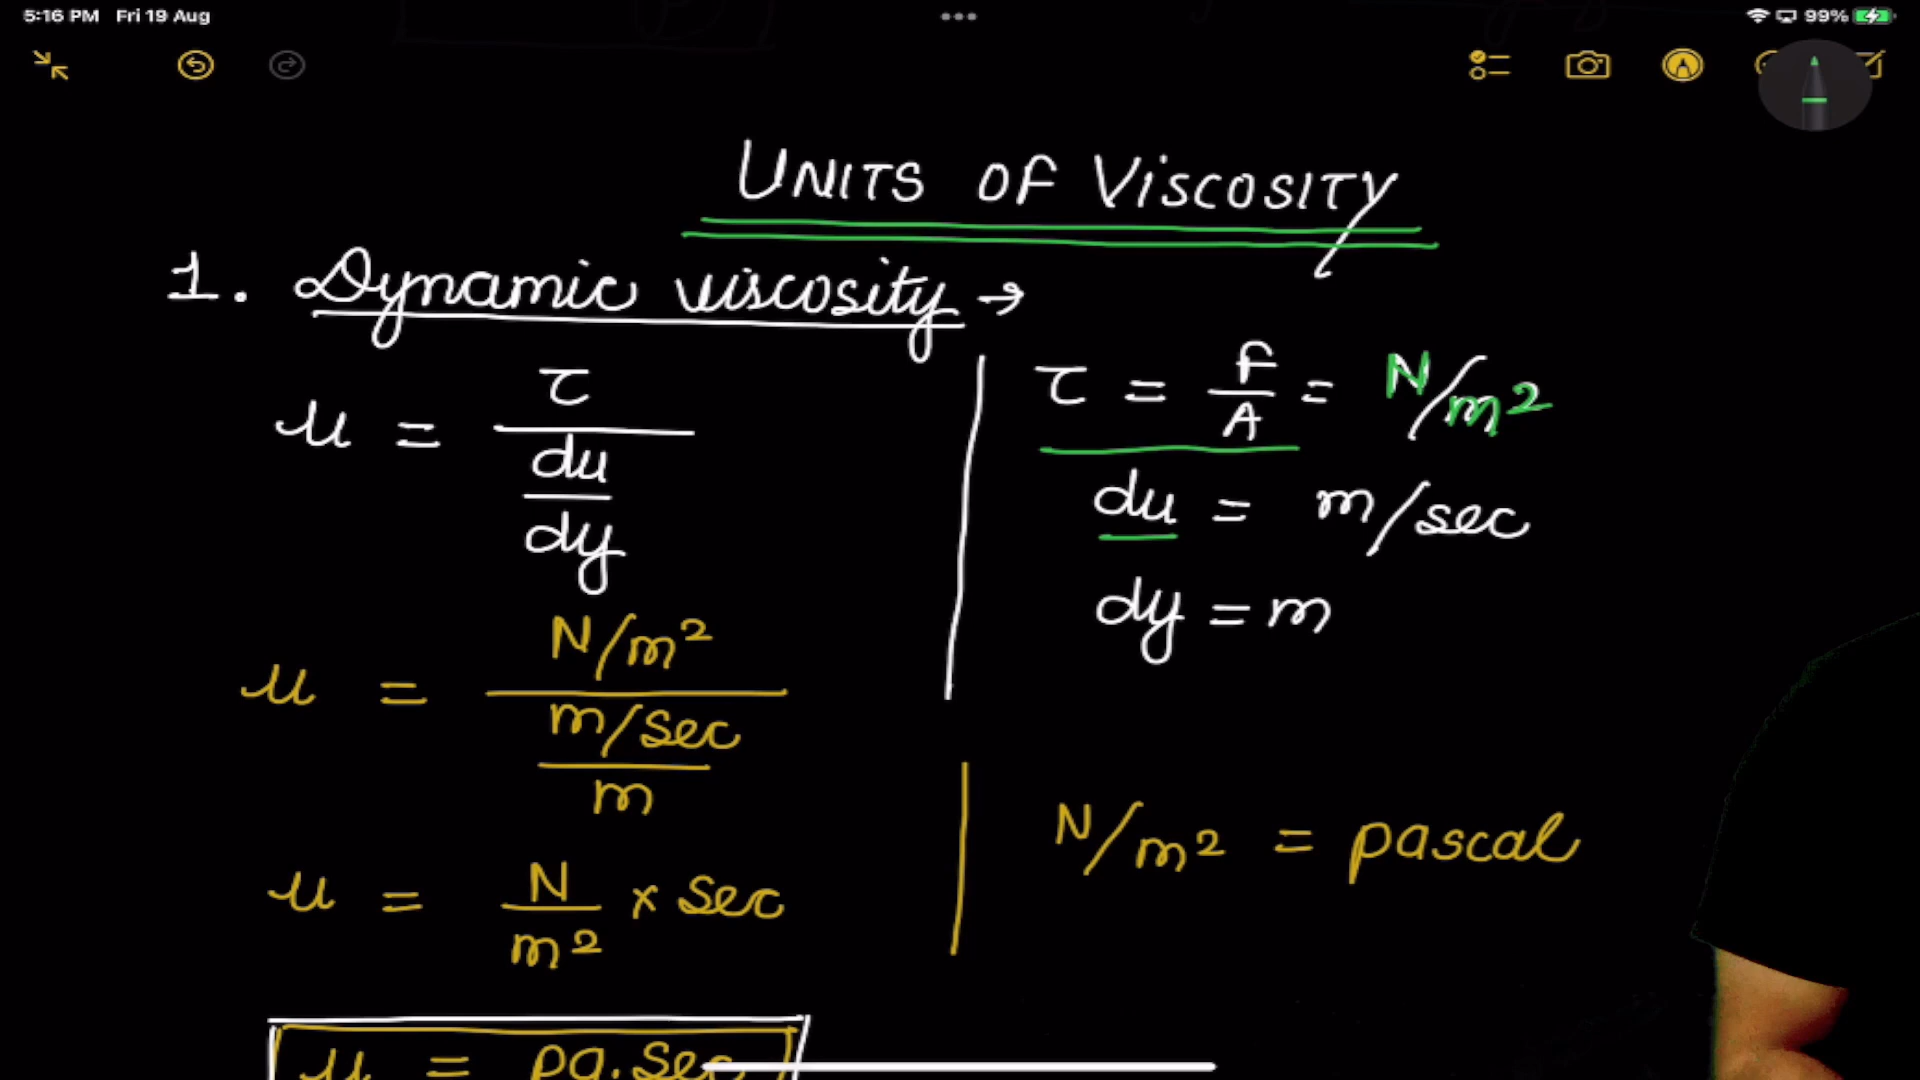 5:16 PM Fri 19 Aug 99%
UNITS OF VISCOSITY
1. Dynamic viscosity →
μ = τ / du/dy
τ = F/A = N/m²
du = m/sec
dy = m
μ = N/m² / m/sec / m
N/m² = pascal
μ = N/m² × sec
μ = pa.sec